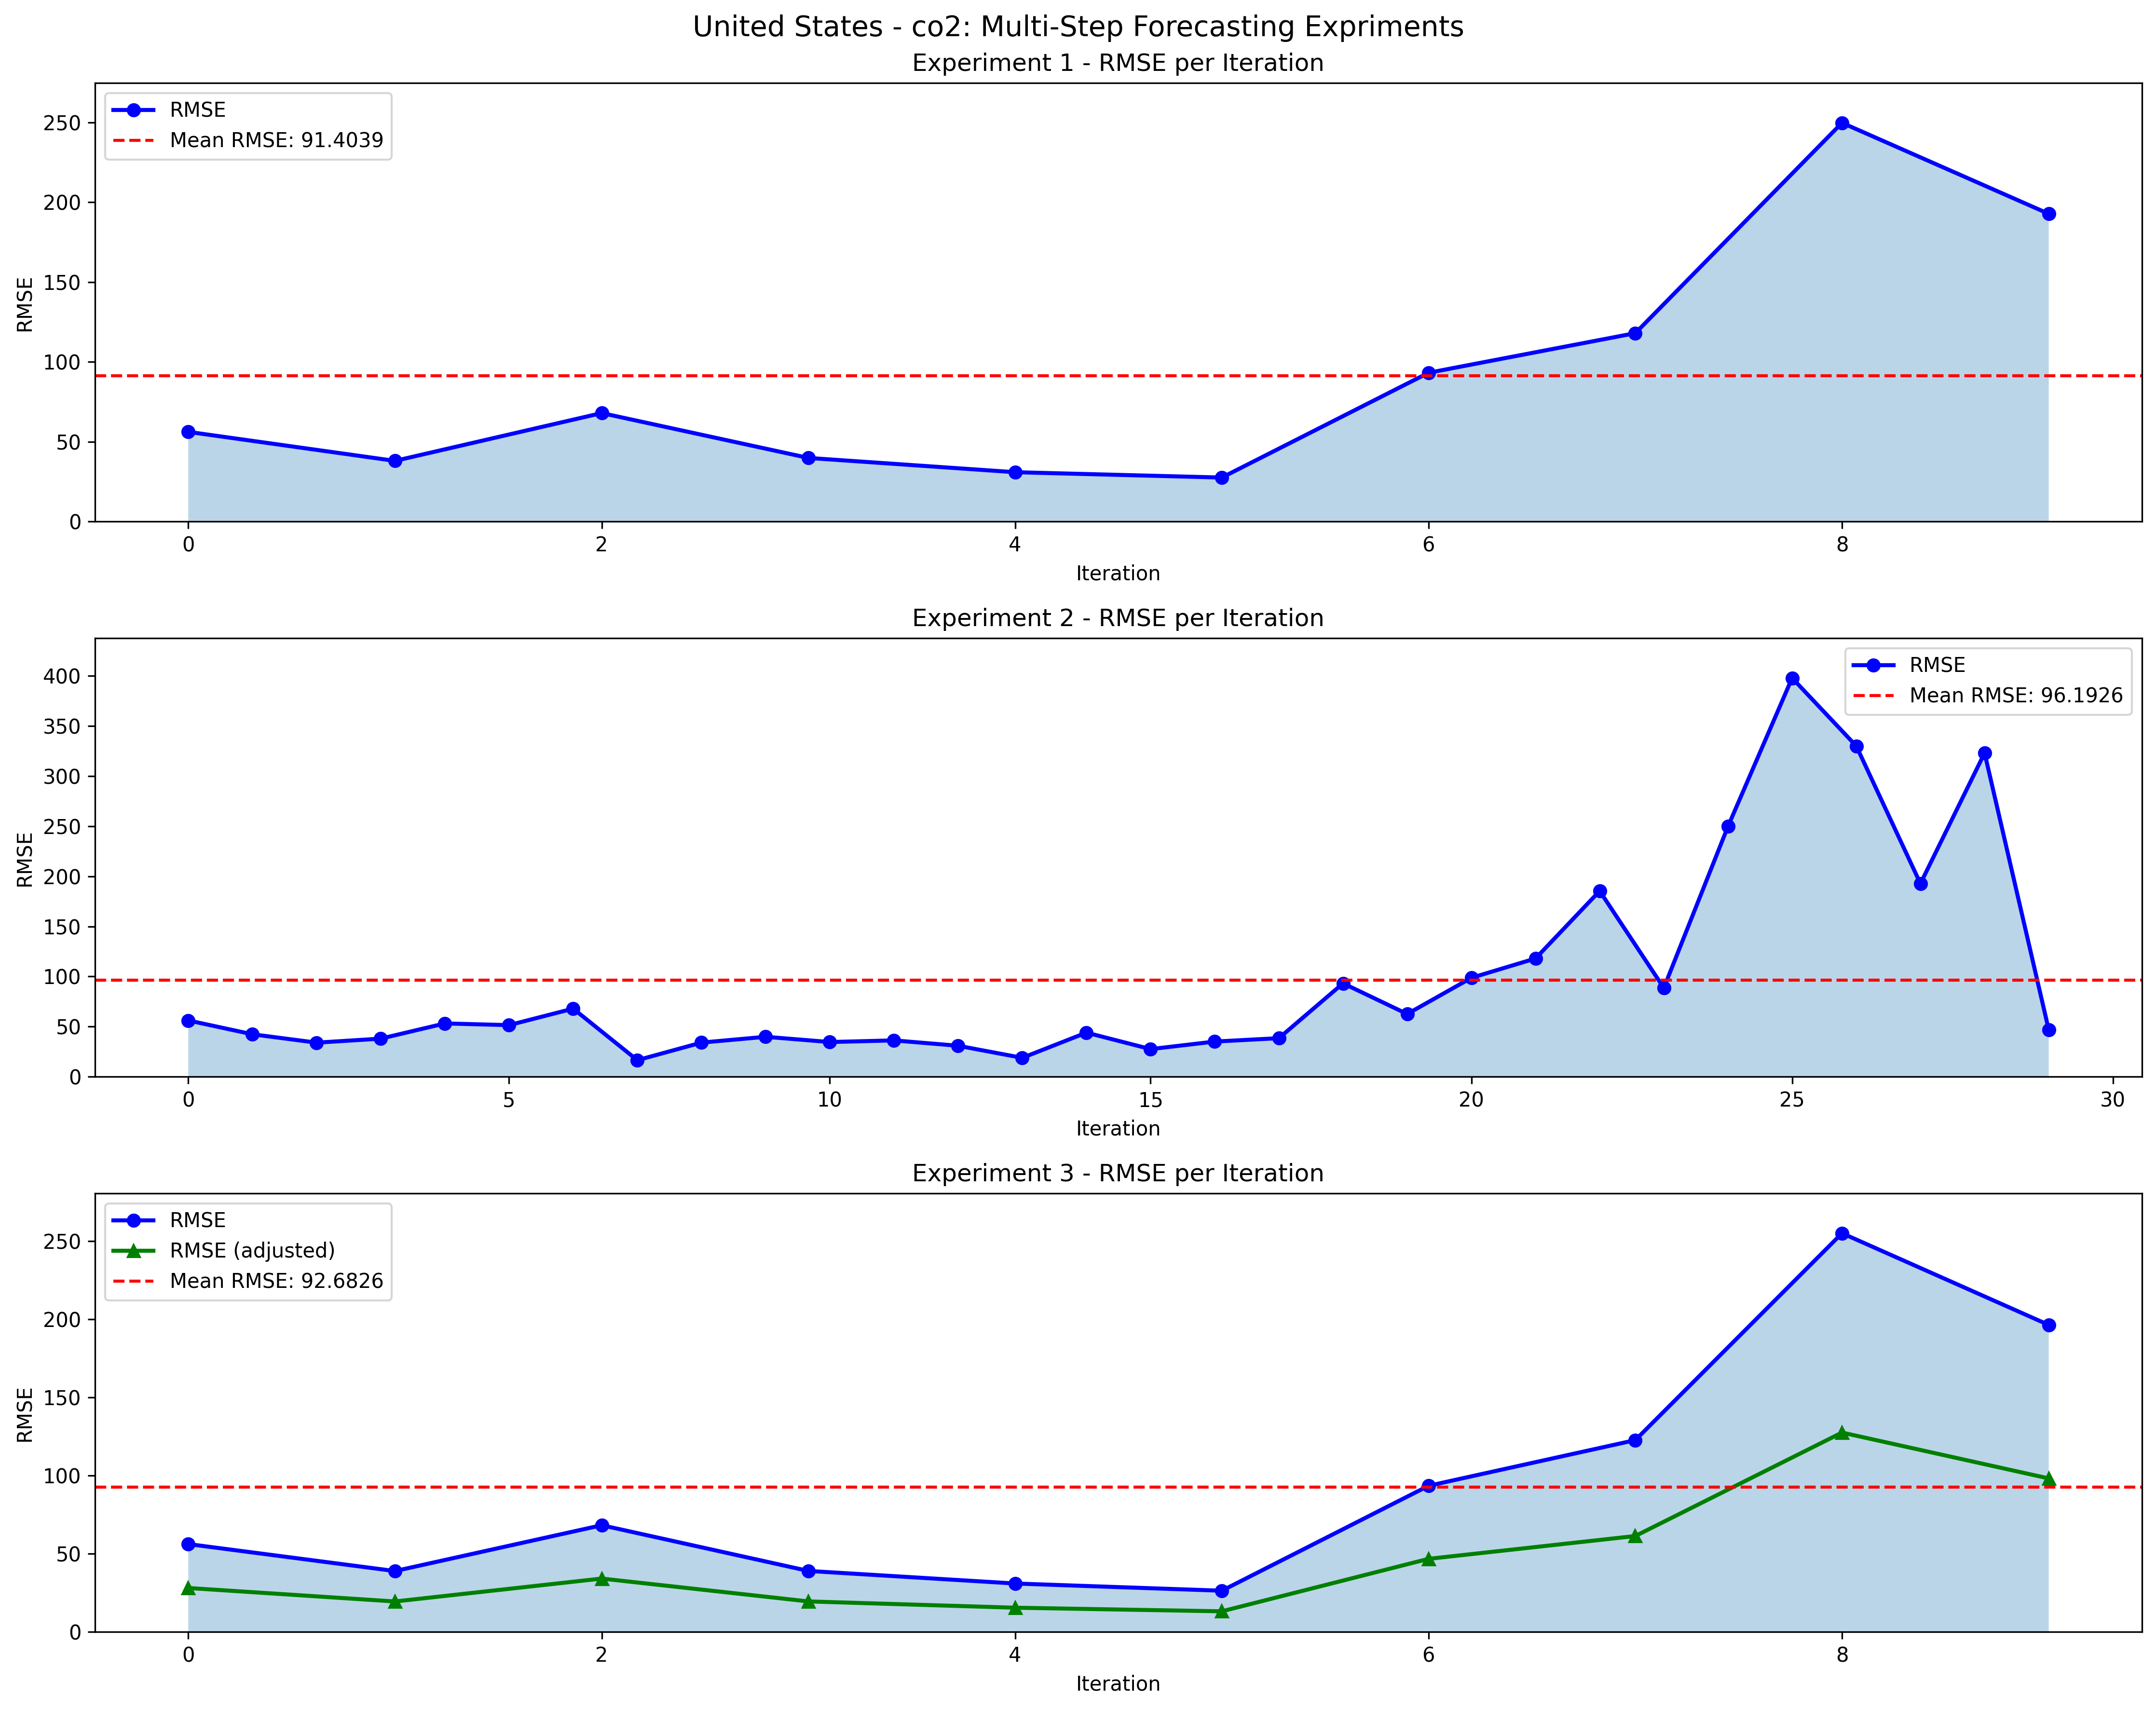 United States - co2: Multi-Step Forecasting Expriments
Experiment 1 - RMSE per Iteration
RMSE
Mean RMSE: 91.4039
250
200
150
100
50
0
RMSE
0 2 4 6 8
Iteration
Experiment 2 - RMSE per Iteration
RMSE
Mean RMSE: 96.1926
400
350
300
250
200
150
100
50
0
RMSE
0 5 10 15 20 25 30
Iteration
Experiment 3 - RMSE per Iteration
RMSE
RMSE (adjusted)
Mean RMSE: 92.6826
250
200
150
100
50
0
RMSE
0 2 4 6 8
Iteration